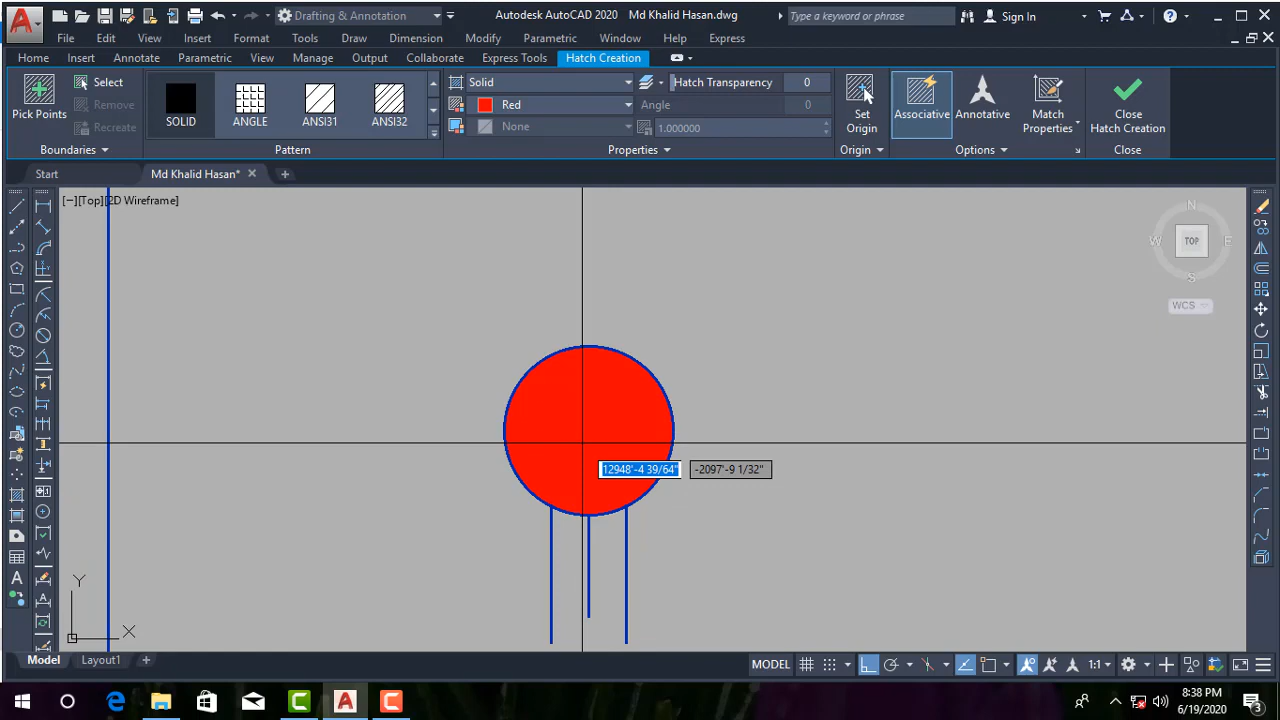 Drafting & Annotation
Autodesk AutoCAD 2020 Md Khalid Hasan.dwg
Type a keyword or phrase
Sign In
File Edit View Insert Format Tools Draw Dimension Modify Parametric Window Help Express
Home Insert Annotate Parametric View Manage Output Collaborate Express Tools Hatch Creation
Pick Points
Select
Remove
Recreate
Boundaries
SOLID ANGLE ANSI31 ANSI32
Pattern
Solid
Red
None
Hatch Transparency 0
Angle 0
1.000000
Properties
Set
Origin
Origin
Associative Annotative
Match
Properties
Options
Close
Hatch Creation
Close
Start Md Khalid Hasan*
[−][Top][2D Wireframe]
N
W TOP E
S
WCS
12948'-4 39/64" -2097'-9 1/32"
Y
X
Model Layout1
MODEL 1:1
8:38 PM
6/19/2020
3